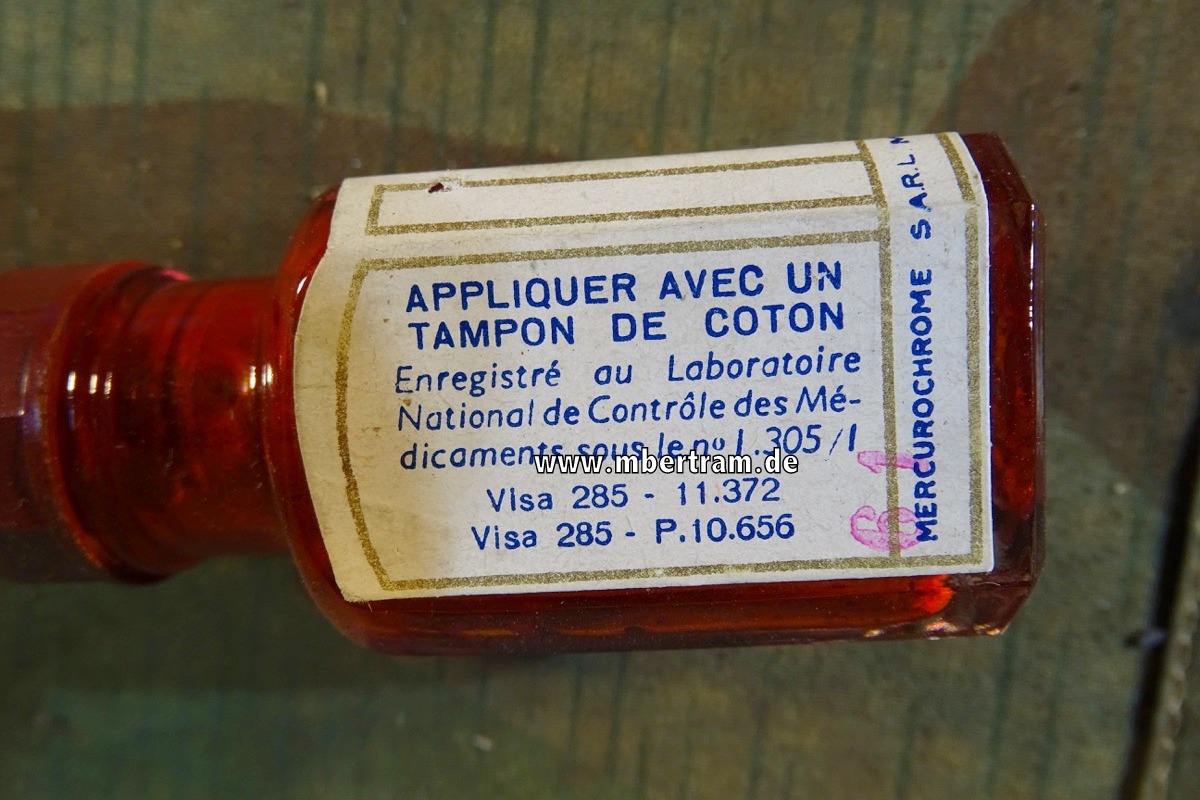 APPLIQUER AVEC UN
TAMPON DE COTON
Enregistré au Laboratoire
National de Contrôle des Mé-
dicaments sous le nº 1.305/1
Visa 285 - 11.372
Visa 285 - P.10.656
MERCUROCHROME S.A.R.L.
www.mbertram.de